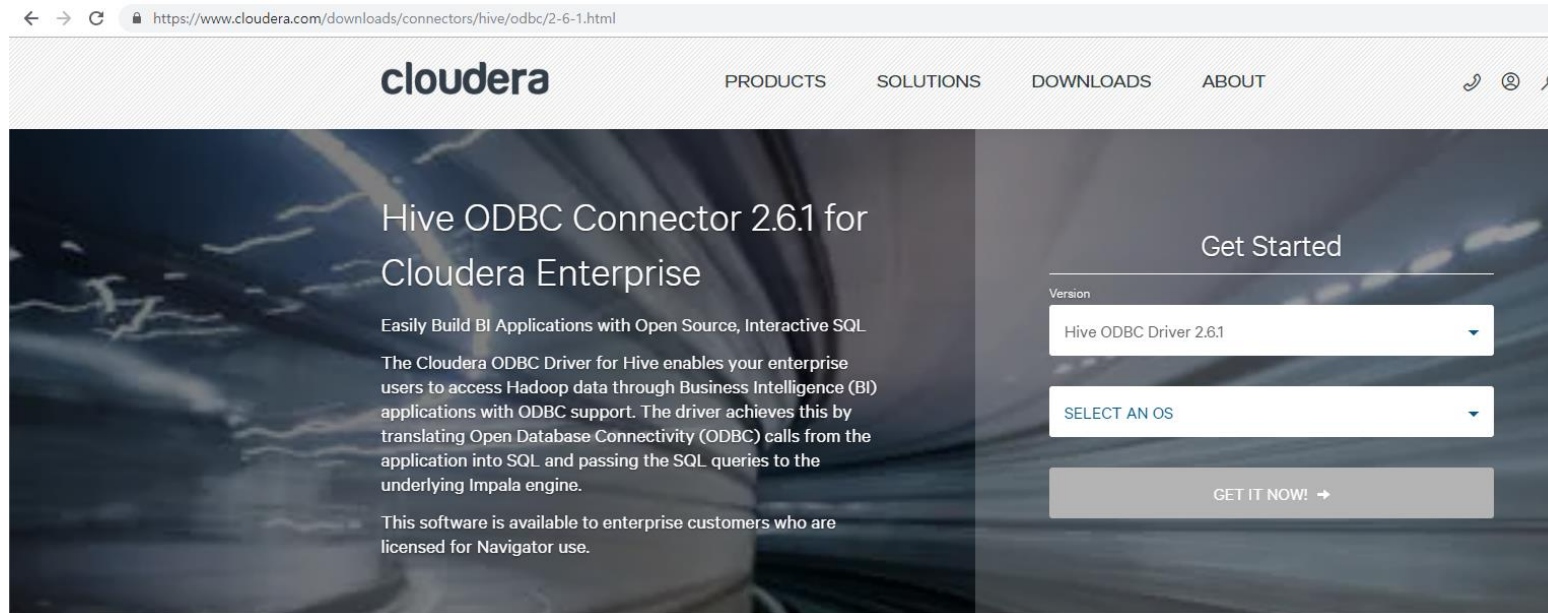 https://www.cloudera.com/downloads/connectors/hive/odbc/2-6-1.html
cloudera
PRODUCTS
SOLUTIONS
DOWNLOADS
ABOUT
Hive ODBC Connector 2.6.1 for
Cloudera Enterprise
Easily Build BI Applications with Open Source, Interactive SQL
The Cloudera ODBC Driver for Hive enables your enterprise
users to access Hadoop data through Business Intelligence (BI)
applications with ODBC support. The driver achieves this by
translating Open Database Connectivity (ODBC) calls from the
application into SQL and passing the SQL queries to the
underlying Impala engine.
This software is available to enterprise customers who are
licensed for Navigator use.
Get Started
Version
Hive ODBC Driver 2.6.1
SELECT AN OS
GET IT NOW!